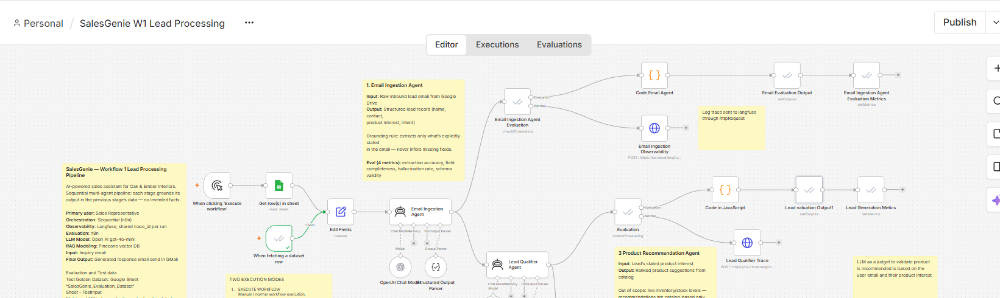 Personal / SalesGenie W1 Lead Processing ...
Publish
Editor Executions Evaluations
1. Email Ingestion Agent
Input: Raw inbound lead email from Google
Drive
Output: Structured lead record (name,
contact,
product interest, intent)
Grounding rule: extracts only what's explicitly
stated
in the email — never infers missing fields.
Eval (4 metrics): extraction accuracy, field
completeness, hallucination rate, schema
validity
Email Ingestion Agent
Evaluation
checkIfEvaluating
Evaluation
Normal
Code Email Agent
Email Evaluation Output
setOutputs
Email Ingestion Agent
Evaluation Metrics
setMetrics
Email Ingestion
Observability
POST: https://us.cloud.langfu...
Log trace sent to langfuse
through httpRequest
SalesGenie — Workflow 1 Lead Processing
Pipeline
AI-powered sales assistant for Oak & Ember Interiors.
Sequential multi-agent pipeline: each stage grounds its
output in the previous stage's data — no invented facts.
Primary user: Sales Representative
Orchestration: Sequential (n8n)
Observability: Langfuse, shared trace_id per run
Evaluation: n8n
LLM Model: Open AI gpt-4o-mini
RAG Modeling: Pinecone vector DB
Input: Inquiry email
Final Output: Generated response email send in GMail
Evaluation and Test data
Test Golden Dataset: Google Sheet
"SalesGenie_Evaluation_Dataset"
Sheet - TestInput
When clicking 'Execute
workflow'
Get row(s) in sheet
read: sheet
1 item
When fetching a dataset
row
Edit Fields
manual
Email Ingestion
Agent
Chat Model
Memory
Tool
Output Parser
Model
Output Parser
OpenAI Chat Model
Structured Output
Parser
TWO EXECUTION MODES
1. EXECUTE WORKFLOW
Manual / normal workflow execution.
Lead Qualifier
Agent
Chat Model
Memory
Tool
Output Parser
Model
Evaluation
checkIfEvaluating
Evaluation
Normal
Code in JavaScript
Lead valuation Output1
setOutputs
Lead Generation Metics
setMetrics
Lead Qualifier Trace
POST: https://us.cloud.langfu...
3 Product Recommendation Agent
Input: Lead's stated product interest
Output: Ranked product suggestions from
catalog
Out of scope: live inventory/stock levels —
recommendations are catalog-based only
LLM as a judget to validate product
is recommended is based on the
user email and their product interest